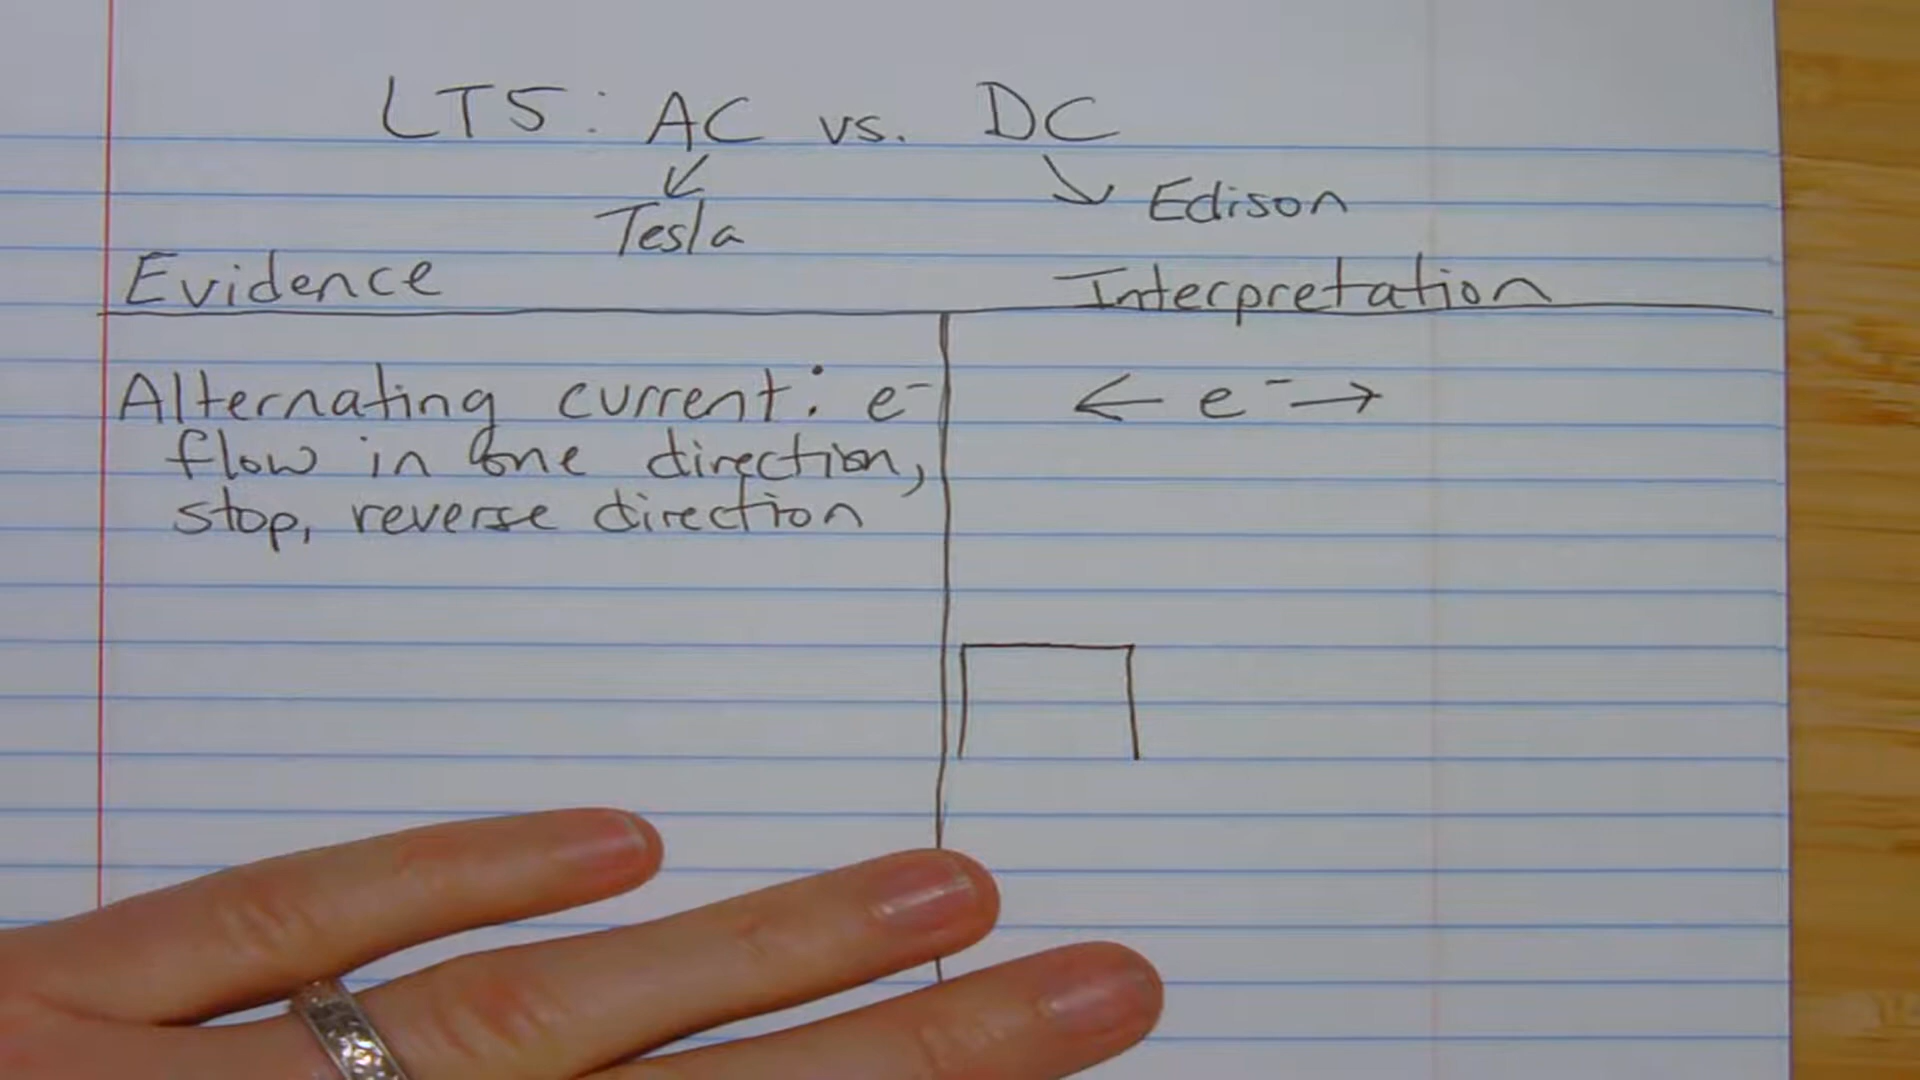 LT5: AC vs. DC
↙ ↘
Tesla Edison
Evidence Interpretation
Alternating current: e⁻ ← e⁻ →
flow in one direction,
stop, reverse direction